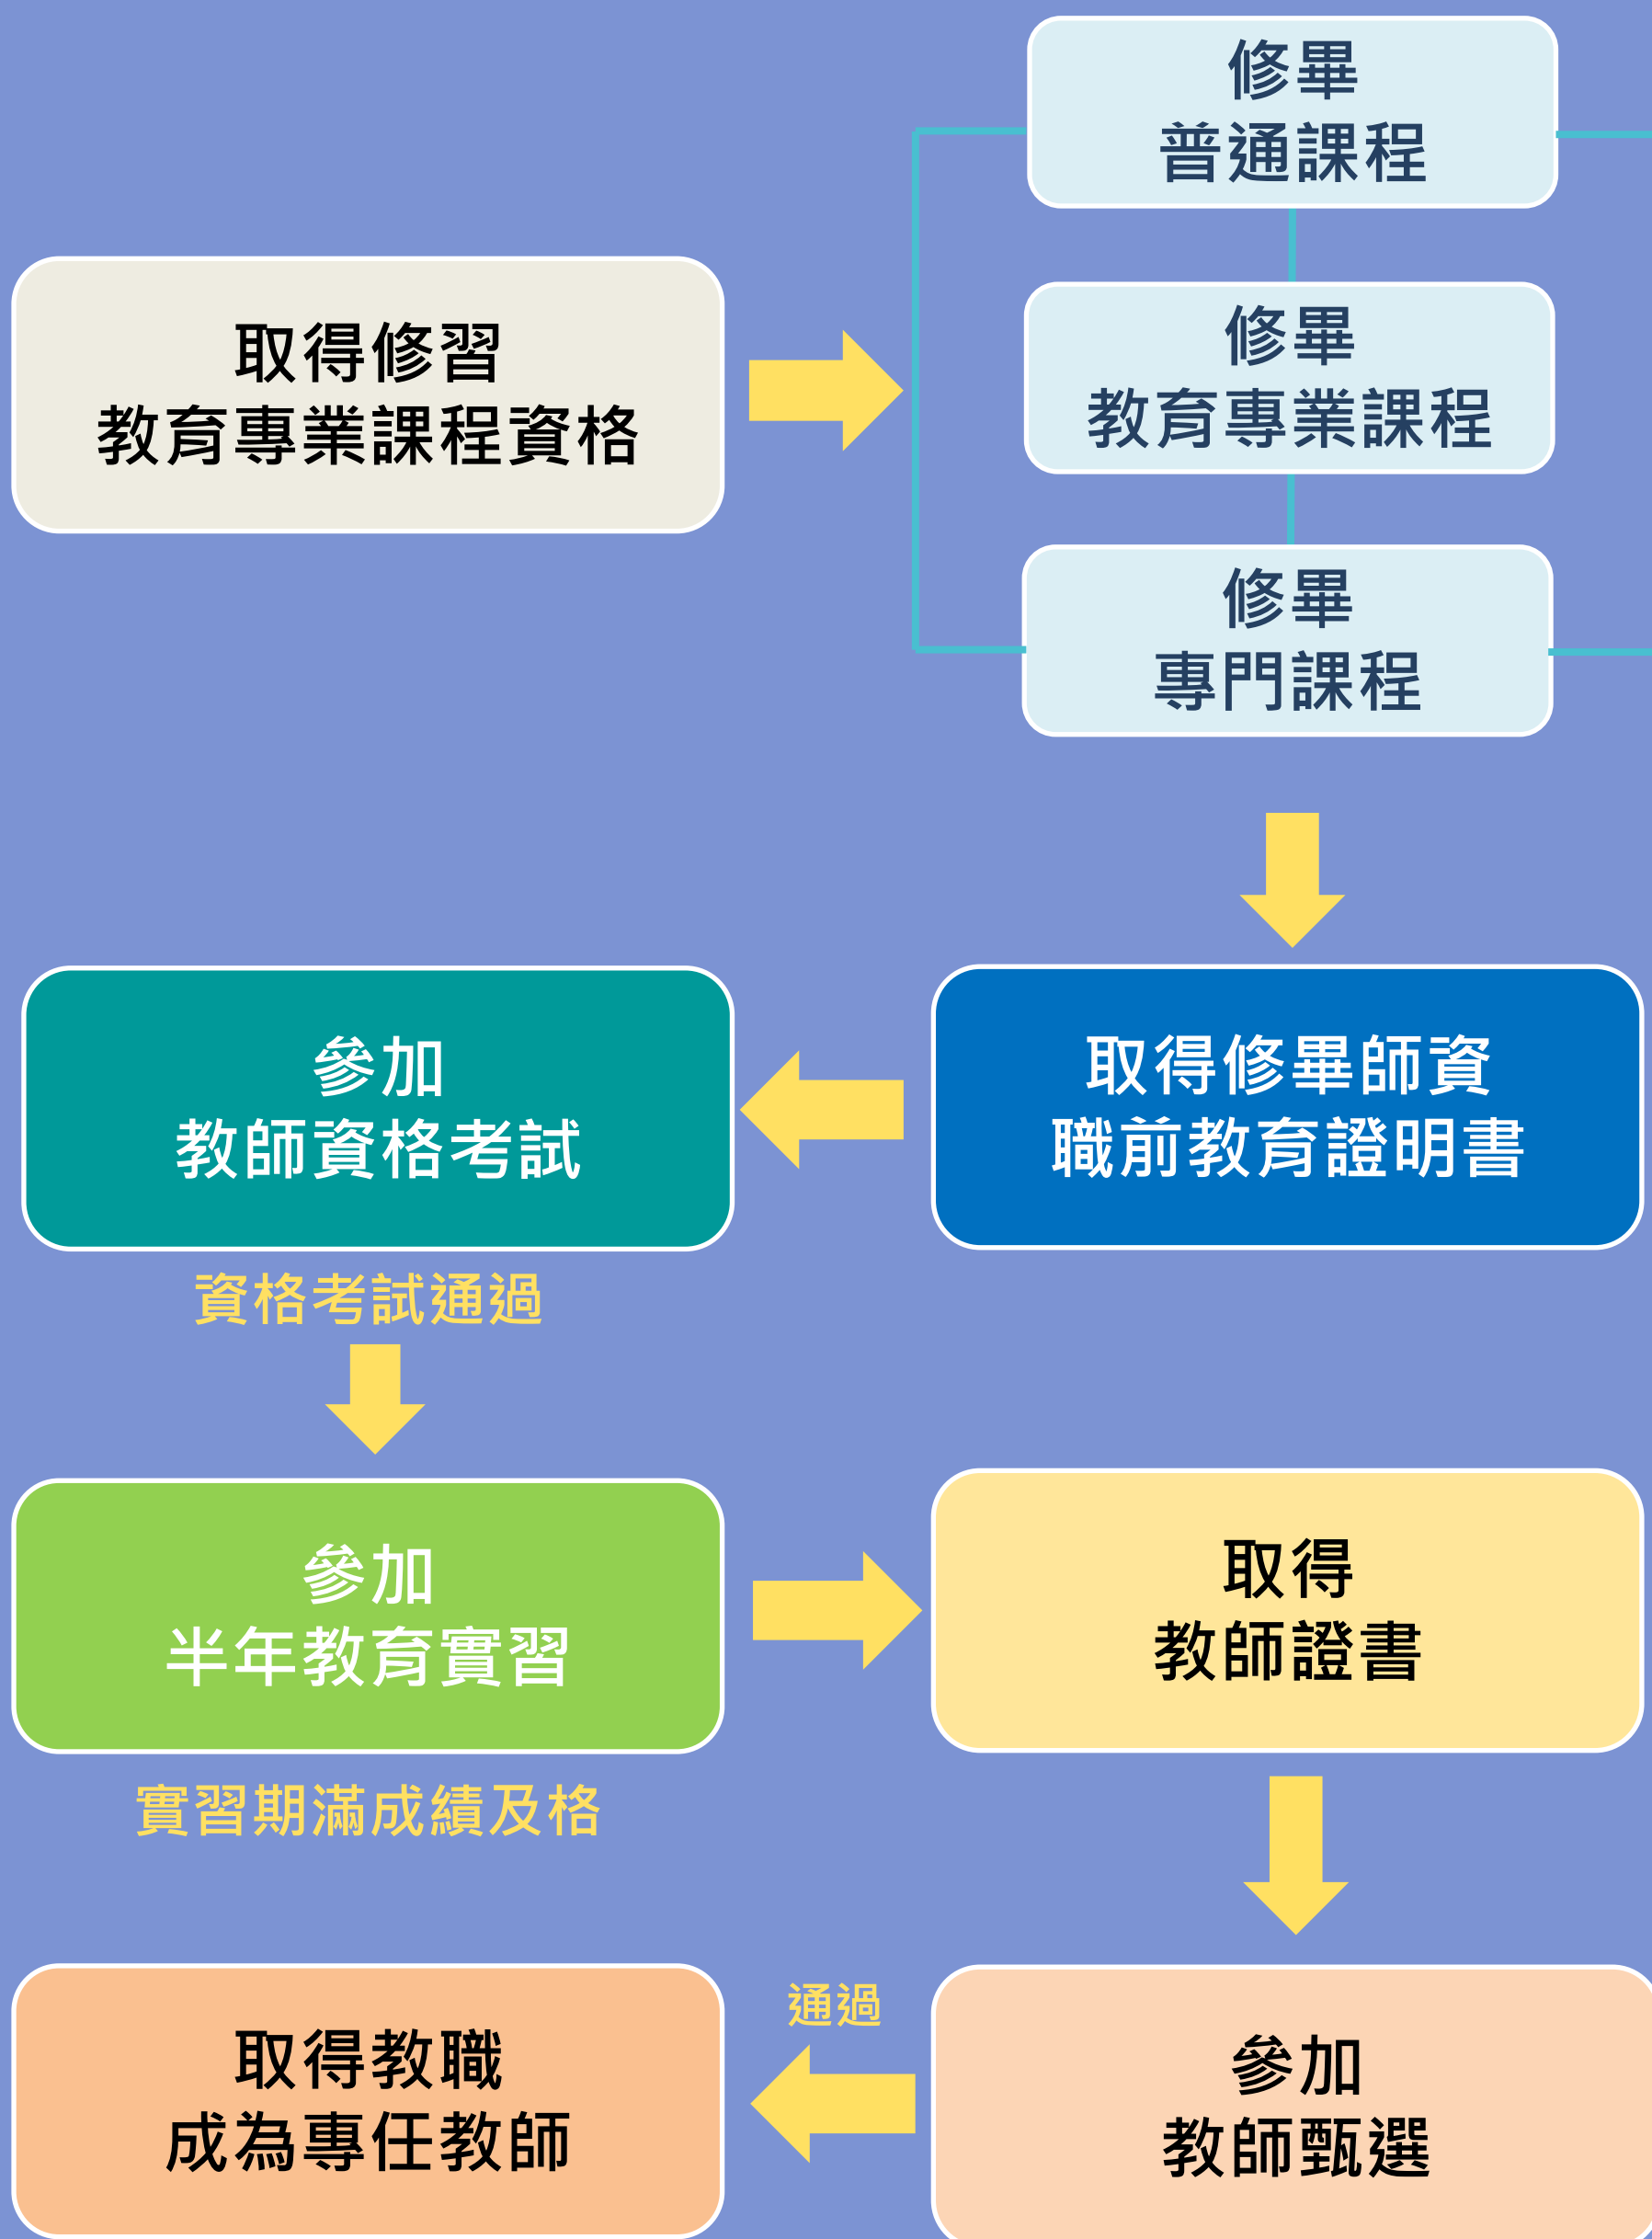 取得修習
教育專業課程資格
修畢
普通課程
修畢
教育專業課程
修畢
專門課程
取得修畢師資
職前教育證明書
參加
教師資格考試
資格考試通過
參加
半年教育實習
實習期滿成績及格
取得
教師證書
參加
教師甄選
通過
取得教職
成為專任教師